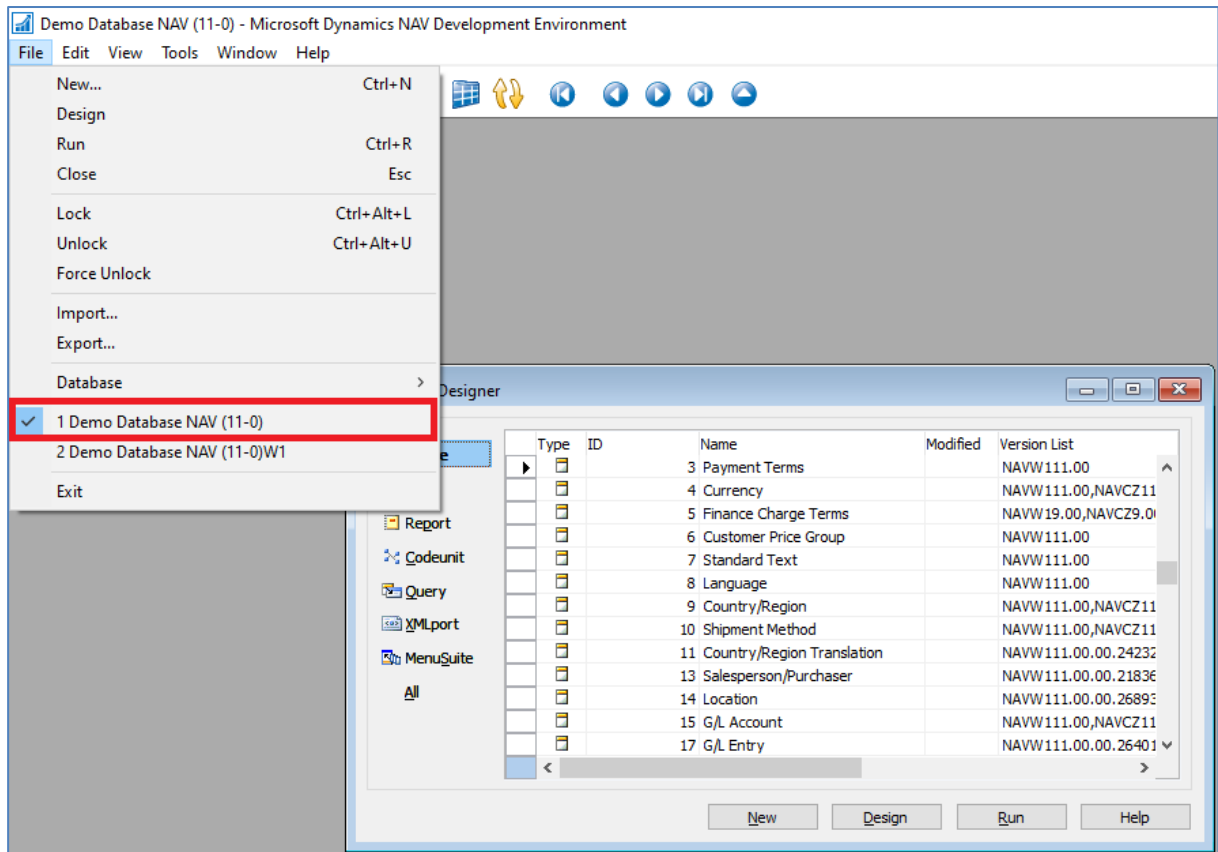 Demo Database NAV (11-0) - Microsoft Dynamics NAV Development Environment
File Edit View Tools Window Help
New... Ctrl+N
Design
Run Ctrl+R
Close Esc
Lock Ctrl+Alt+L
Unlock Ctrl+Alt+U
Force Unlock
Import...
Export...
Database
1 Demo Database NAV (11-0)
2 Demo Database NAV (11-0)W1
Exit
Designer
Report
Codeunit
Query
XMLport
MenuSuite
All
Type ID Name Modified Version List
3 Payment Terms NAVW111.00
4 Currency NAVW111.00,NAVCZ11
5 Finance Charge Terms NAVW19.00,NAVCZ9.0
6 Customer Price Group NAVW111.00
7 Standard Text NAVW111.00
8 Language NAVW111.00
9 Country/Region NAVW111.00,NAVCZ11
10 Shipment Method NAVW111.00,NAVCZ11
11 Country/Region Translation NAVW111.00.00.24232
13 Salesperson/Purchaser NAVW111.00.00.21836
14 Location NAVW111.00.00.26893
15 G/L Account NAVW111.00,NAVCZ11
17 G/L Entry NAVW111.00.00.26401
New Design Run Help